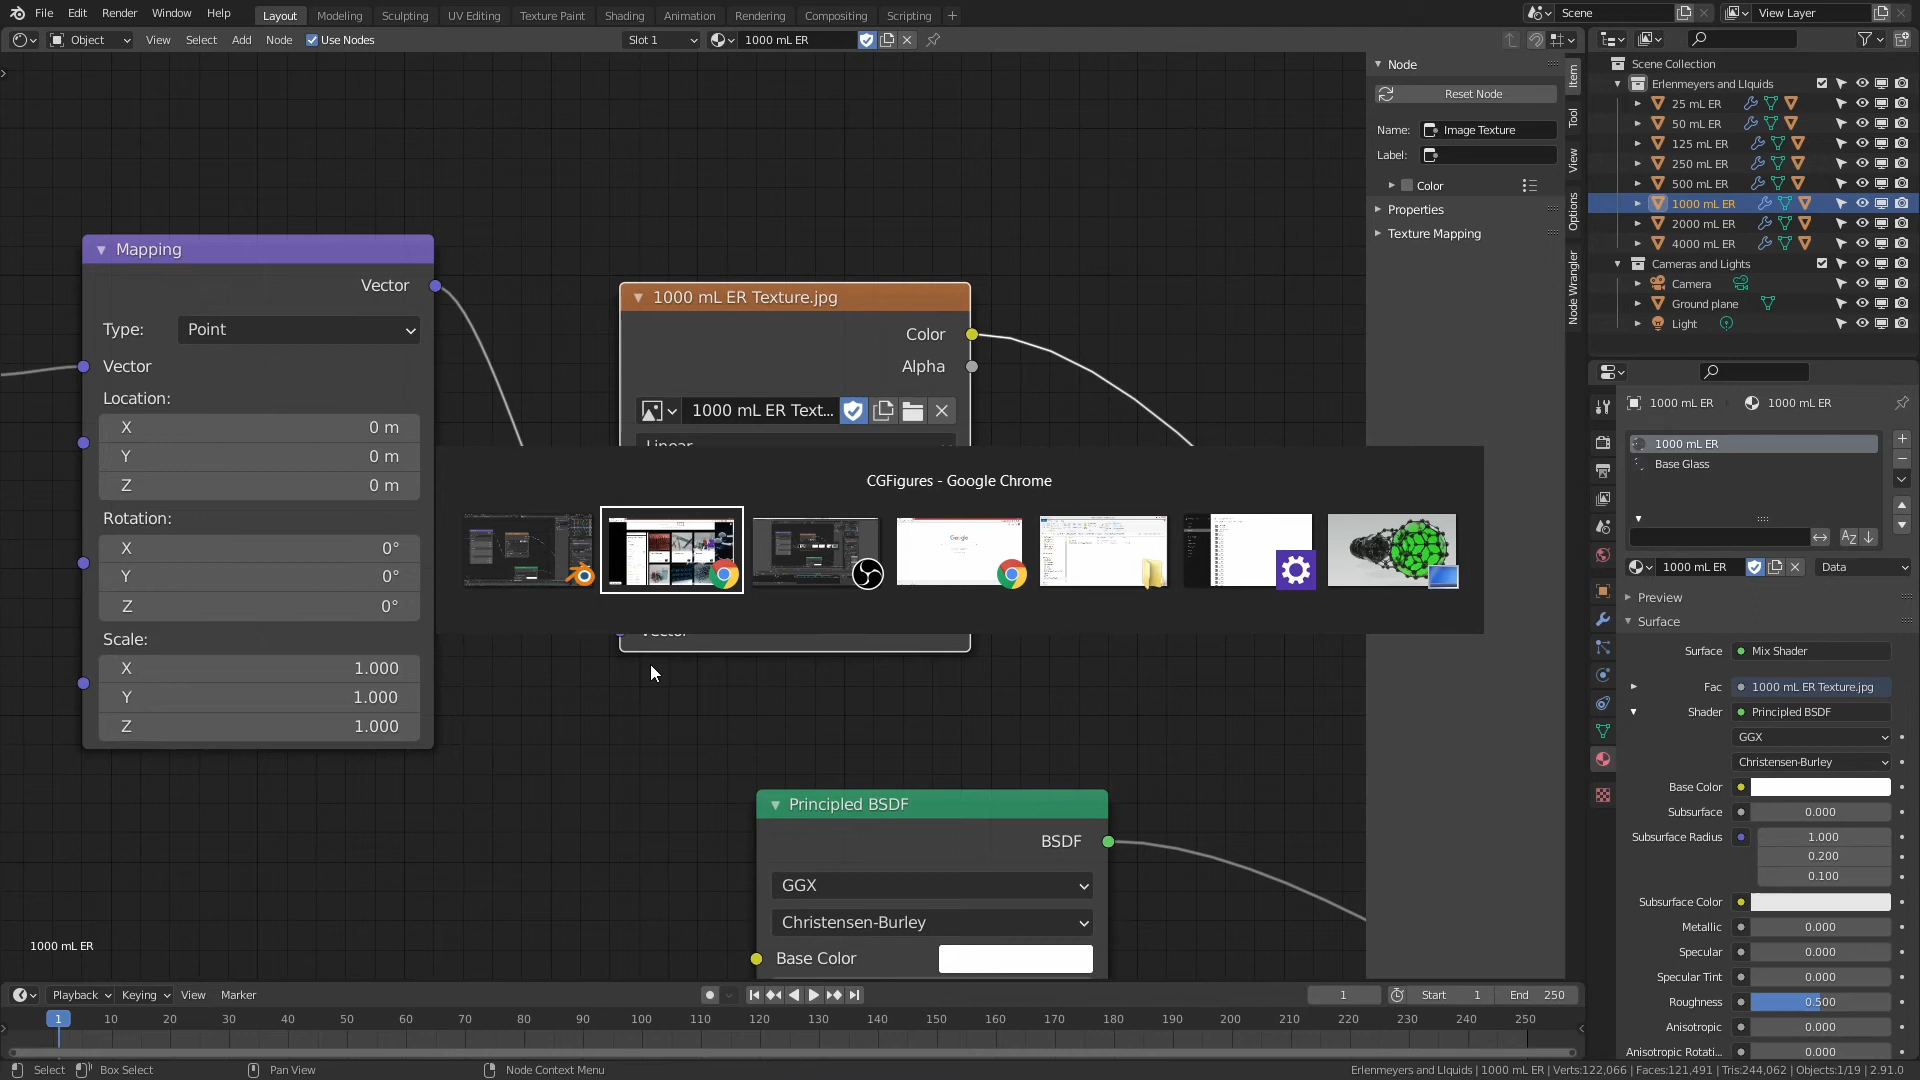 File Edit Render Window Help
Layout Modeling Sculpting UV Editing Texture Paint Shading Animation Rendering Compositing Scripting
Scene
View Layer
Object View Select Add Node Use Nodes
Slot 1
1000 mL ER
Node
Reset Node
Name: Image Texture
Label:
Color
Properties
Texture Mapping
Item
Tool
View
Options
Node Wrangler
Mapping
Vector
Type: Point
Vector
Location:
X 0 m
Y 0 m
Z 0 m
Rotation:
X 0°
Y 0°
Z 0°
Scale:
X 1.000
Y 1.000
Z 1.000
1000 mL ER Texture.jpg
Color
Alpha
1000 mL ER Text...
Linear
Vector
CGFigures - Google Chrome
Google
Principled BSDF
BSDF
GGX
Christensen-Burley
Base Color
1000 mL ER
Scene Collection
Erlenmeyers and LIquids
25 mL ER
50 mL ER
125 mL ER
250 mL ER
500 mL ER
1000 mL ER
2000 mL ER
4000 mL ER
Cameras and Lights
Camera
Ground plane
Light
1000 mL ER 1000 mL ER
1000 mL ER
Base Glass
1000 mL ER Data
Preview
Surface
Surface Mix Shader
Fac 1000 mL ER Texture.jpg
Shader Principled BSDF
GGX
Christensen-Burley
Base Color
Subsurface 0.000
Subsurface Radius 1.000
0.200
0.100
Subsurface Color
Metallic 0.000
Specular 0.000
Specular Tint 0.000
Roughness 0.500
Anisotropic 0.000
Anisotropic Rotati... 0.000
Playback Keying View Marker
1 Start 1 End 250
1 10 20 30 40 50 60 70 80 90 100 110 120 130 140 150 160 170 180 190 200 210 220 230 240 250
Select Box Select Pan View Node Context Menu
Erlenmeyers and LIquids | 1000 mL ER | Verts:122,066 | Faces:121,491 | Tris:244,062 | Objects:1/19 | 2.91.0